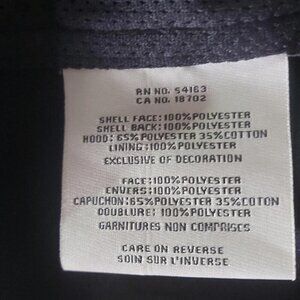 RN NO. 54163
CA NO. 18702
SHELL FACE:100%POLYESTER
SHELL BACK:100%POLYESTER
HOOD:65%POLYESTER 35%COTTON
LINING:100%POLYESTER
EXCLUSIVE OF DECORATION
FACE:100%POLYESTER
ENVERS:100%POLYESTER
CAPUCHON:65%POLYESTER 35%COTON
DOUBLURE:100%POLYESTER
GARNITURES NON COMPRISES
CARE ON REVERSE
SOIN SUR L'INVERSE